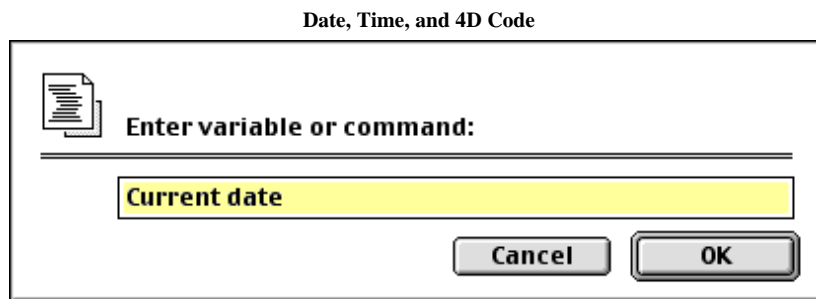 Date, Time, and 4D Code
Enter variable or command:
Current date
Cancel OK